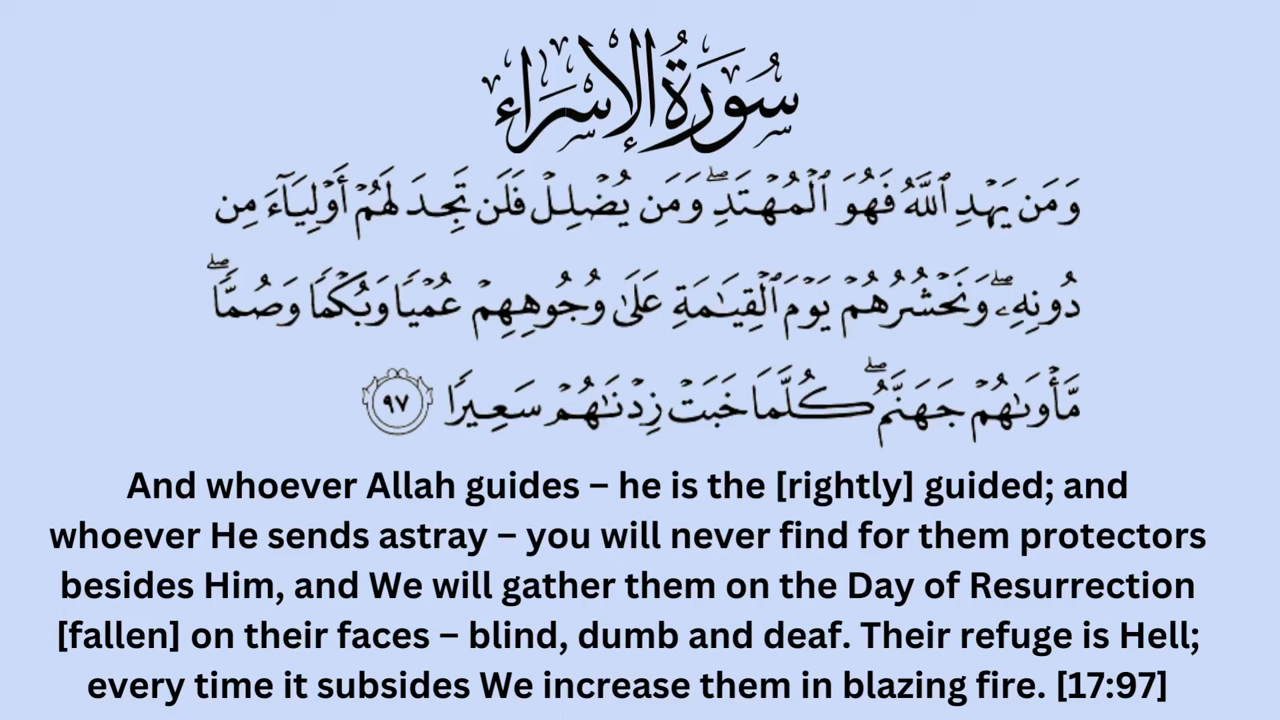 سُورَةُ الإِسۡرَاءِ
وَمَن يَهۡدِ ٱللَّهُ فَهُوَ ٱلۡمُهۡتَدِۖ وَمَن يُضۡلِلۡ فَلَن تَجِدَ لَهُمۡ أَوۡلِيَآءَ مِن
دُونِهِۦۖ وَنَحۡشُرُهُمۡ يَوۡمَ ٱلۡقِيَٰمَةِ عَلَىٰ وُجُوهِهِمۡ عُمۡيٗا وَبُكۡمٗا وَصُمّٗاۖ
مَّأۡوَىٰهُمۡ جَهَنَّمُۖ كُلَّمَا خَبَتۡ زِدۡنَٰهُمۡ سَعِيرٗا ٩٧
And whoever Allah guides – he is the [rightly] guided; and
whoever He sends astray – you will never find for them protectors
besides Him, and We will gather them on the Day of Resurrection
[fallen] on their faces – blind, dumb and deaf. Their refuge is Hell;
every time it subsides We increase them in blazing fire. [17:97]